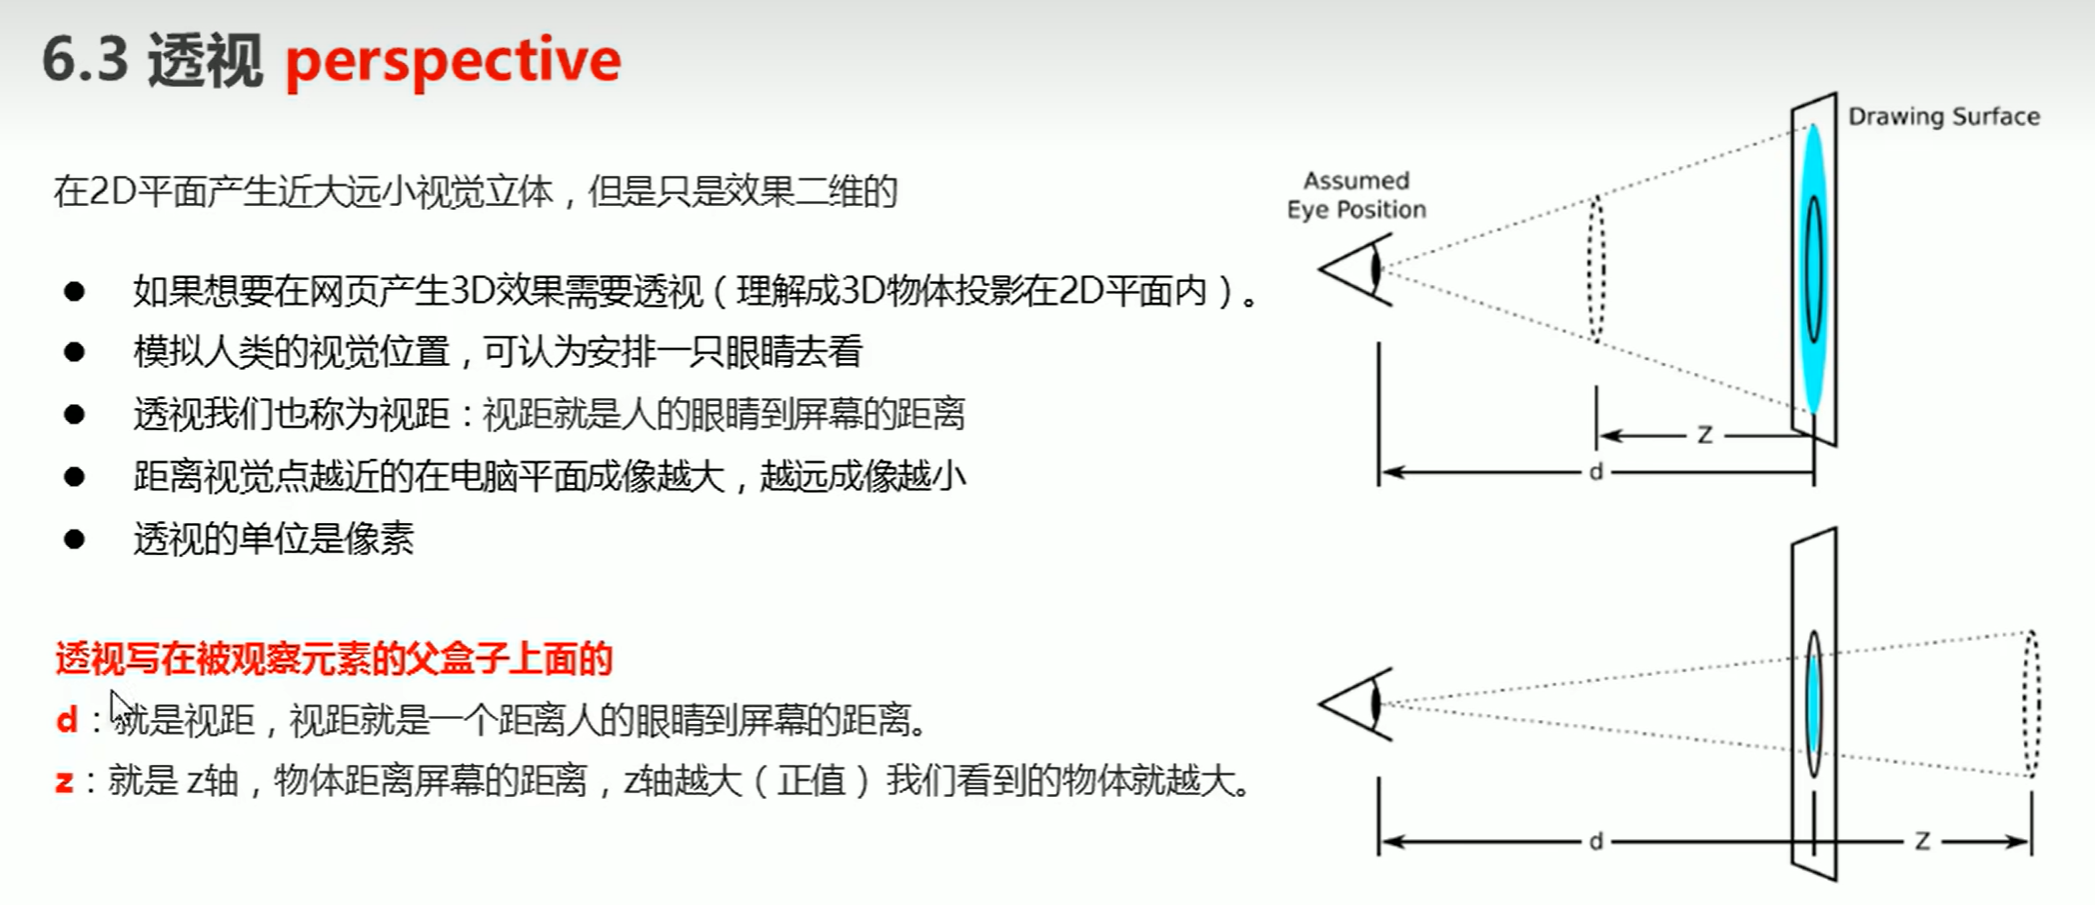 6.3 透视 perspective
在2D平面产生近大远小视觉立体，但是只是效果二维的
● 如果想要在网页产生3D效果需要透视（理解成3D物体投影在2D平面内）。
● 模拟人类的视觉位置，可认为安排一只眼睛去看
● 透视我们也称为视距：视距就是人的眼睛到屏幕的距离
● 距离视觉点越近的在电脑平面成像越大，越远成像越小
● 透视的单位是像素
透视写在被观察元素的父盒子上面的
d：就是视距，视距就是一个距离人的眼睛到屏幕的距离。
z：就是 z轴，物体距离屏幕的距离，z轴越大（正值） 我们看到的物体就越大。
Drawing Surface
Assumed
Eye Position
Z
d
d
Z